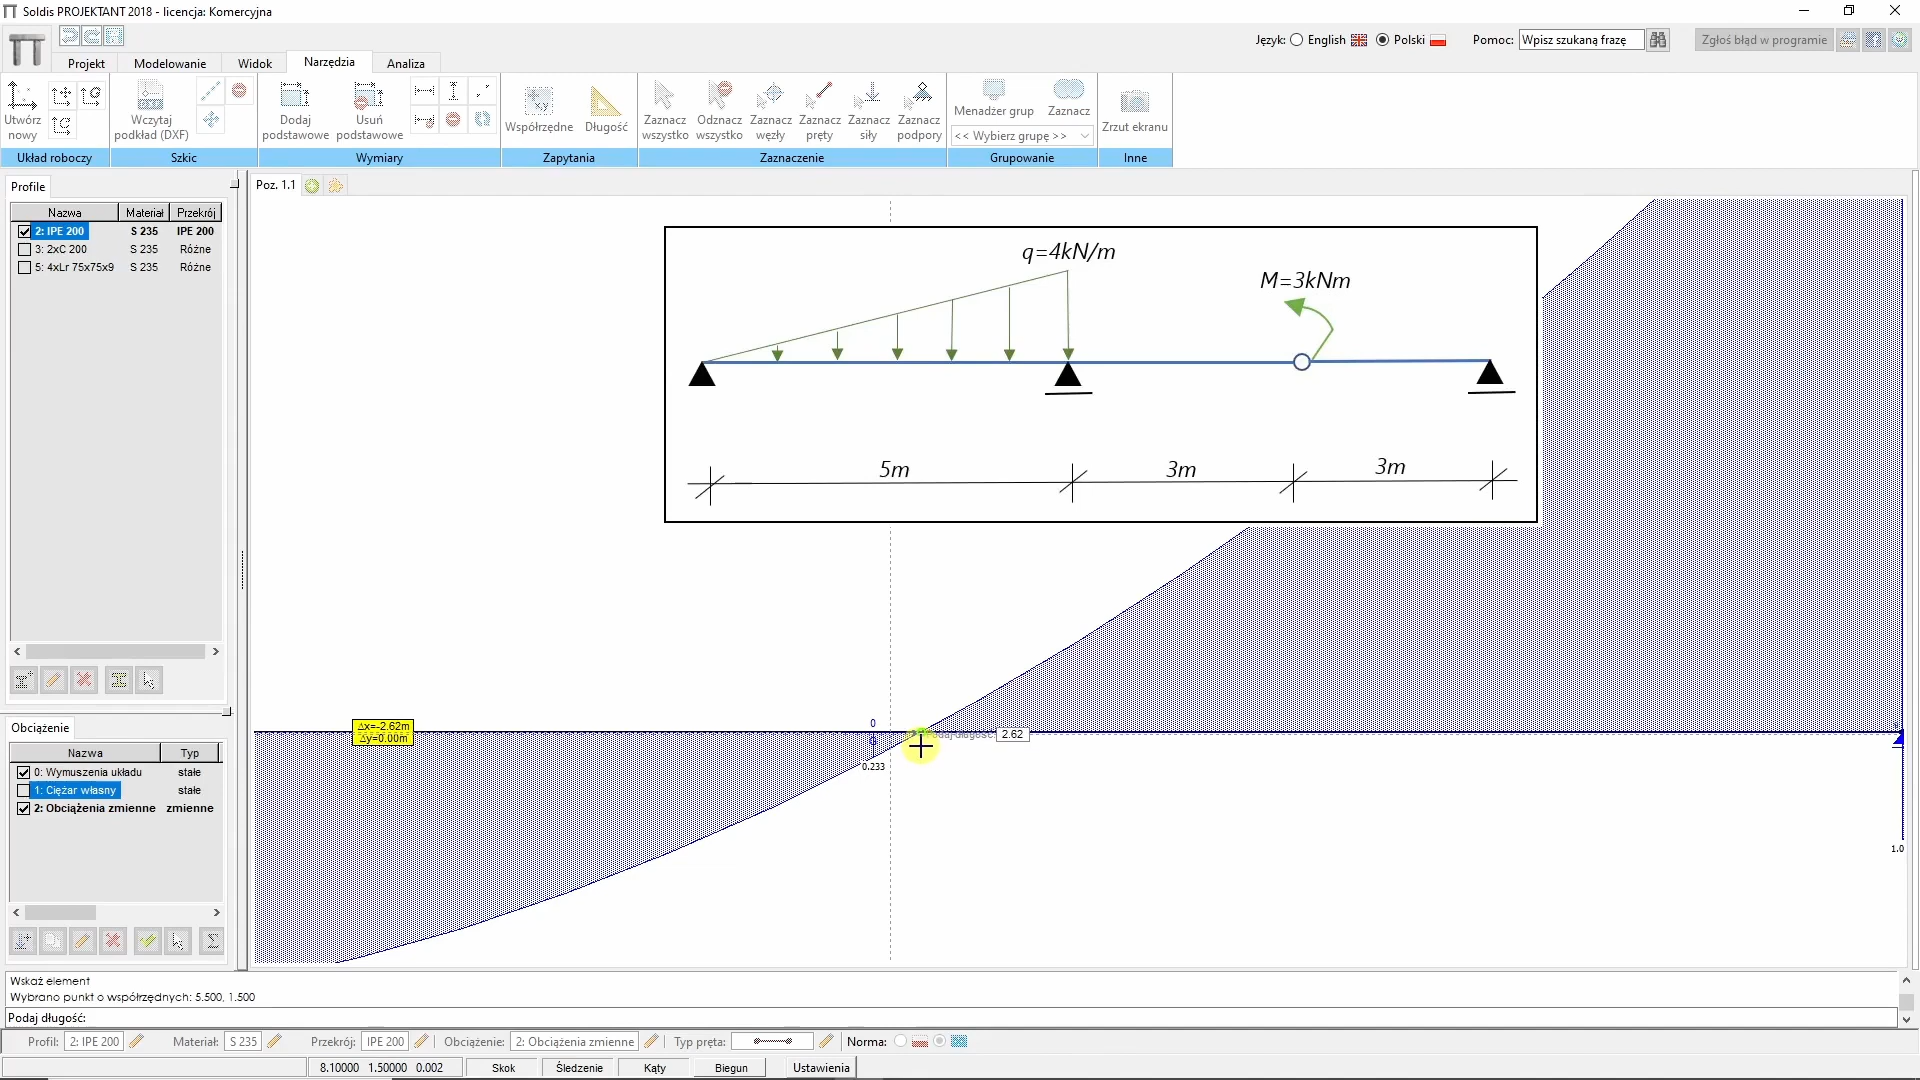 Soldis PROJEKTANT 2018 - licencja: Komercyjna
Język: English Polski Pomoc: Wpisz szukaną frazę Zgłoś błąd w programie
Projekt Modelowanie Widok Narzędzia Analiza
Utwórz nowy
Wczytaj podkład (DXF)
Dodaj podstawowe
Usuń podstawowe
Współrzędne
Długość
Zaznacz wszystko
Odznacz wszystko
Zaznacz węzły
Zaznacz pręty
Zaznacz siły
Zaznacz podpory
Menadżer grup
Zaznacz
<< Wybierz grupę >>
Zrzut ekranu
Układ roboczy Szkic Wymiary Zapytania Zaznaczenie Grupowanie Inne
Profile
Nazwa Materiał Przekrój
2: IPE 200 S 235 IPE 200
3: 2xC 200 S 235 Różne
5: 4xLr 75x75x9 S 235 Różne
Poz. 1.1
q=4kN/m
M=3kNm
5m 3m 3m
Δx=-2.62m
Δy=0.00m
0
2.62
0.233
1.0
Obciążenie
Nazwa Typ
0: Wymuszenia układu stałe
1: Ciężar własny stałe
2: Obciążenia zmienne zmienne
Wskaż element
Wybrano punkt o współrzędnych: 5.500, 1.500
Podaj długość:
Profil: 2: IPE 200 Materiał: S 235 Przekrój: IPE 200 Obciążenie: 2: Obciążenia zmienne Typ pręta: Norma:
8.10000 1.50000 0.002 Skok Śledzenie Kąty Biegun Ustawienia